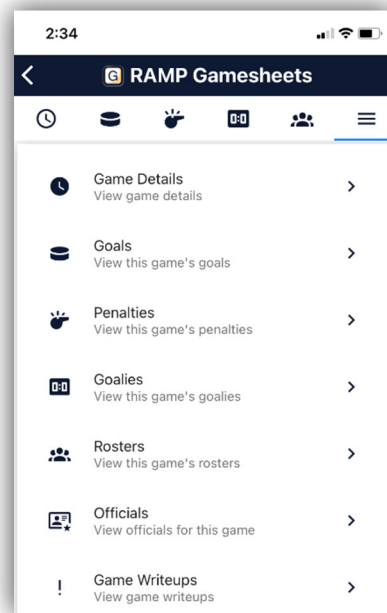 2:34
G RAMP Gamesheets
0:0
Game Details
View game details
Goals
View this game's goals
Penalties
View this game's penalties
0:0
Goalies
View this game's goalies
Rosters
View this game's rosters
Officials
View officials for this game
! Game Writeups
View game writeups